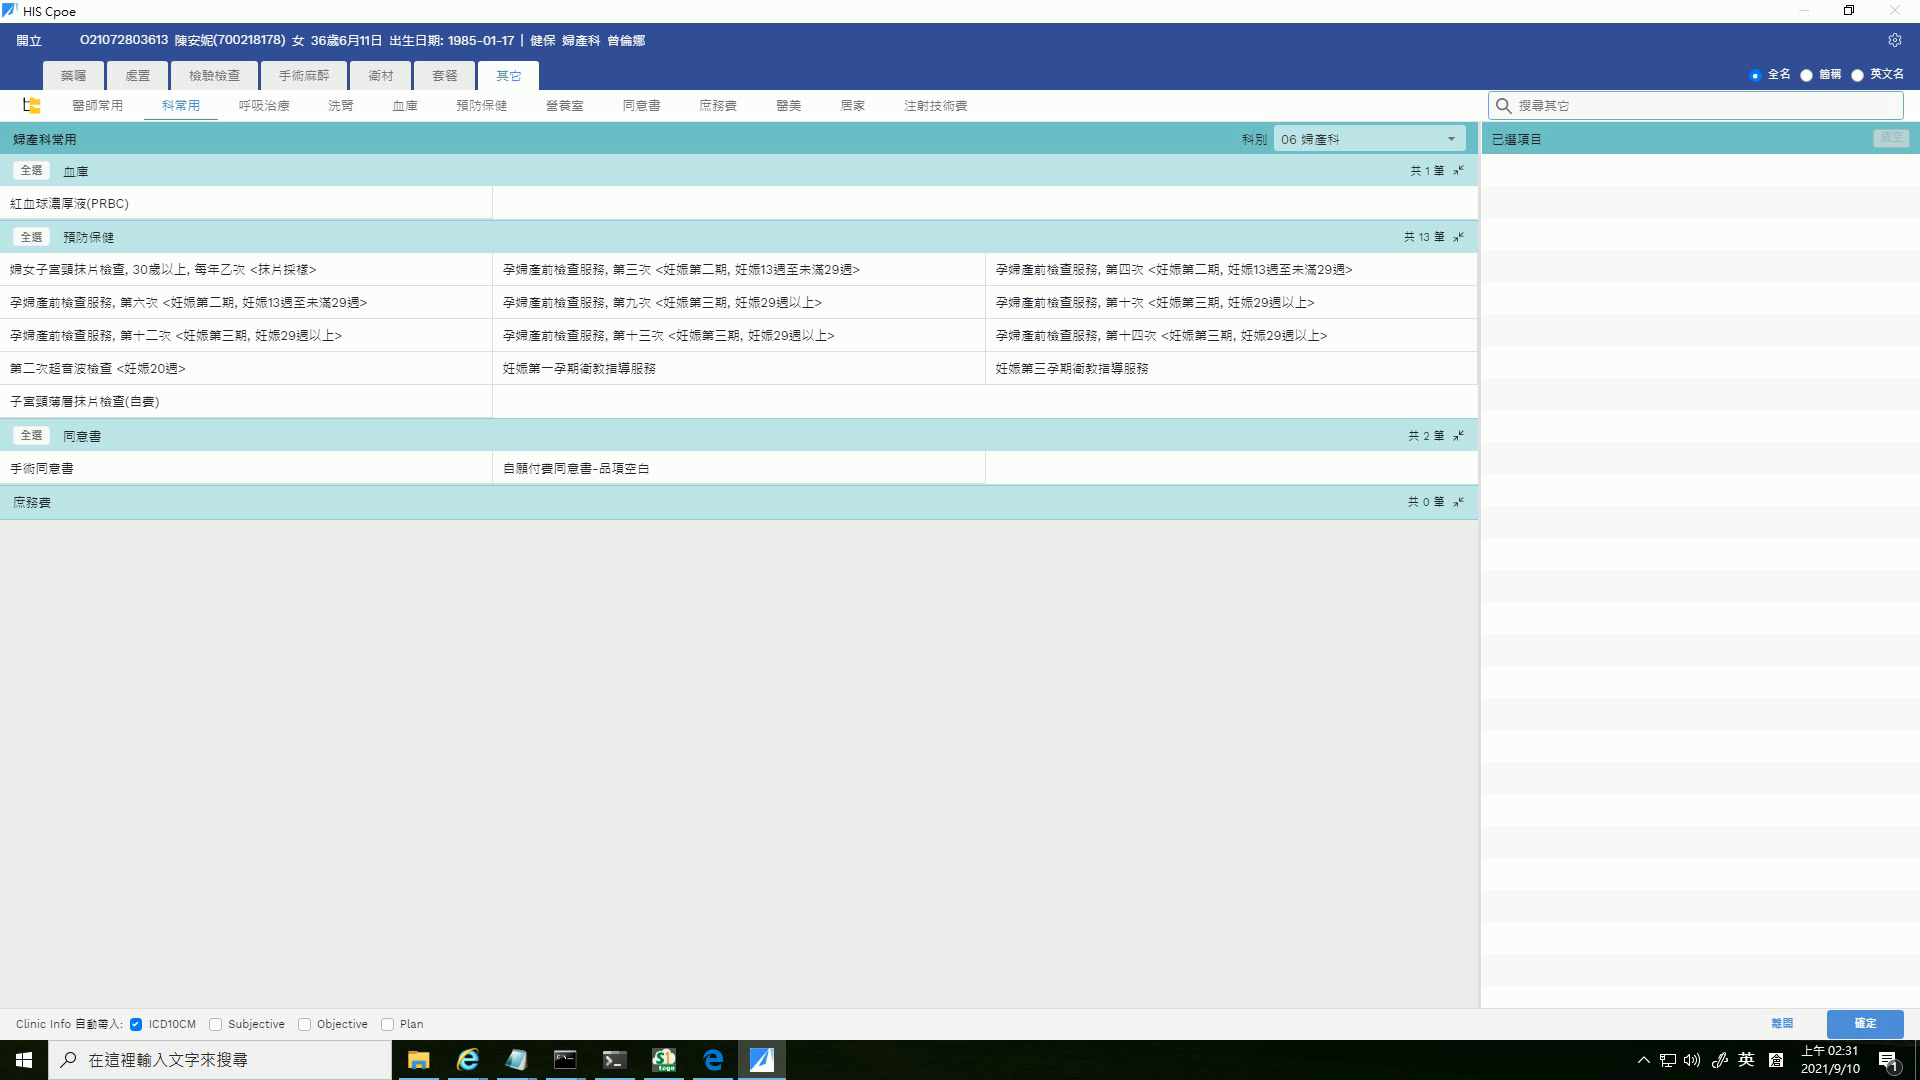 HIS Cpoe
開立 O21072803613 陳安妮(700218178) 女 36歲6月11日 出生日期: 1985-01-17 | 健保 婦產科 曾倫娜
藥囑 處置 檢驗檢查 手術麻醉 衛材 套餐 其它
全名 簡稱 英文名
醫師常用 科常用 呼吸治療 洗腎 血庫 預防保健 營養室 同意書 庶務費 醫美 居家 注射技術費
搜尋其它
婦產科常用 科別 06 婦產科
已選項目 清空
全選 血庫 共 1 筆
紅血球濃厚液(PRBC)
全選 預防保健 共 13 筆
婦女子宮頸抹片檢查, 30歲以上, 每年乙次 <抹片採樣> 孕婦產前檢查服務, 第三次 <妊娠第二期, 妊娠13週至未滿29週> 孕婦產前檢查服務, 第四次 <妊娠第二期, 妊娠13週至未滿29週>
孕婦產前檢查服務, 第六次 <妊娠第二期, 妊娠13週至未滿29週> 孕婦產前檢查服務, 第九次 <妊娠第三期, 妊娠29週以上> 孕婦產前檢查服務, 第十次 <妊娠第三期, 妊娠29週以上>
孕婦產前檢查服務, 第十二次 <妊娠第三期, 妊娠29週以上> 孕婦產前檢查服務, 第十三次 <妊娠第三期, 妊娠29週以上> 孕婦產前檢查服務, 第十四次 <妊娠第三期, 妊娠29週以上>
第二次超音波檢查 <妊娠20週> 妊娠第一孕期衛教指導服務 妊娠第三孕期衛教指導服務
子宮頸薄層抹片檢查(自費)
全選 同意書 共 2 筆
手術同意書 自願付費同意書-品項空白
庶務費 共 0 筆
Clinic Info 自動帶入: ICD10CM Subjective Objective Plan 離開 確定
在這裡輸入文字來搜尋
英
上午 02:31
2021/9/10
1